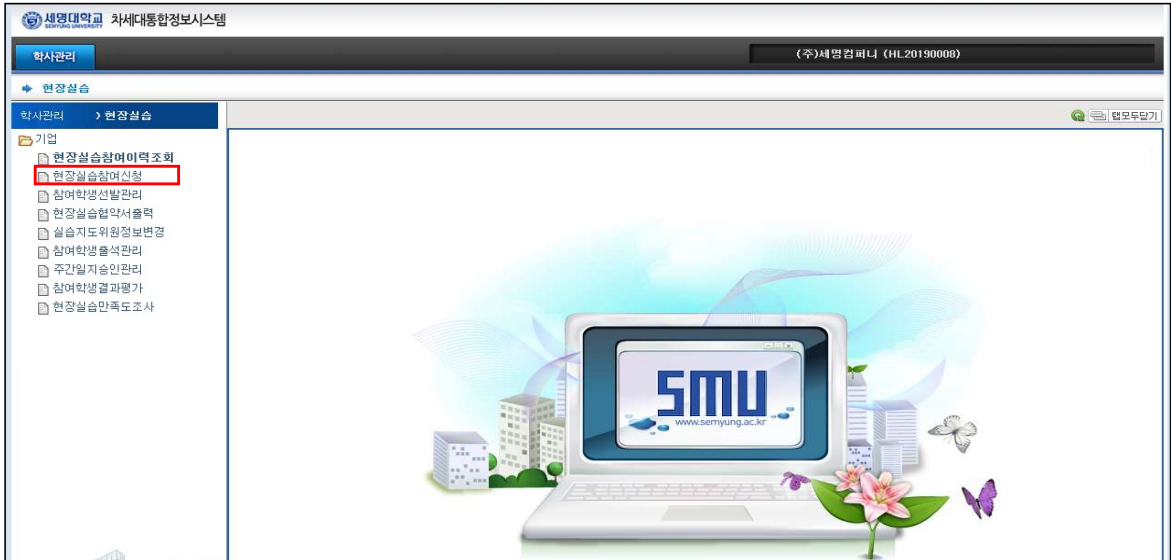 세명대학교 차세대통합정보시스템
SEMYUNG UNIVERSITY
학사관리
(주)세명컴퍼니 (HL20190008)
현장실습
학사관리 > 현장실습
탭모두닫기
기업
현장실습참여이력조회
현장실습참여신청
참여학생선발관리
현장실습협약서출력
실습지도위원정보변경
참여학생출석관리
주간일지승인관리
참여학생결과평가
현장실습만족도조사
SMU
www.semyung.ac.kr